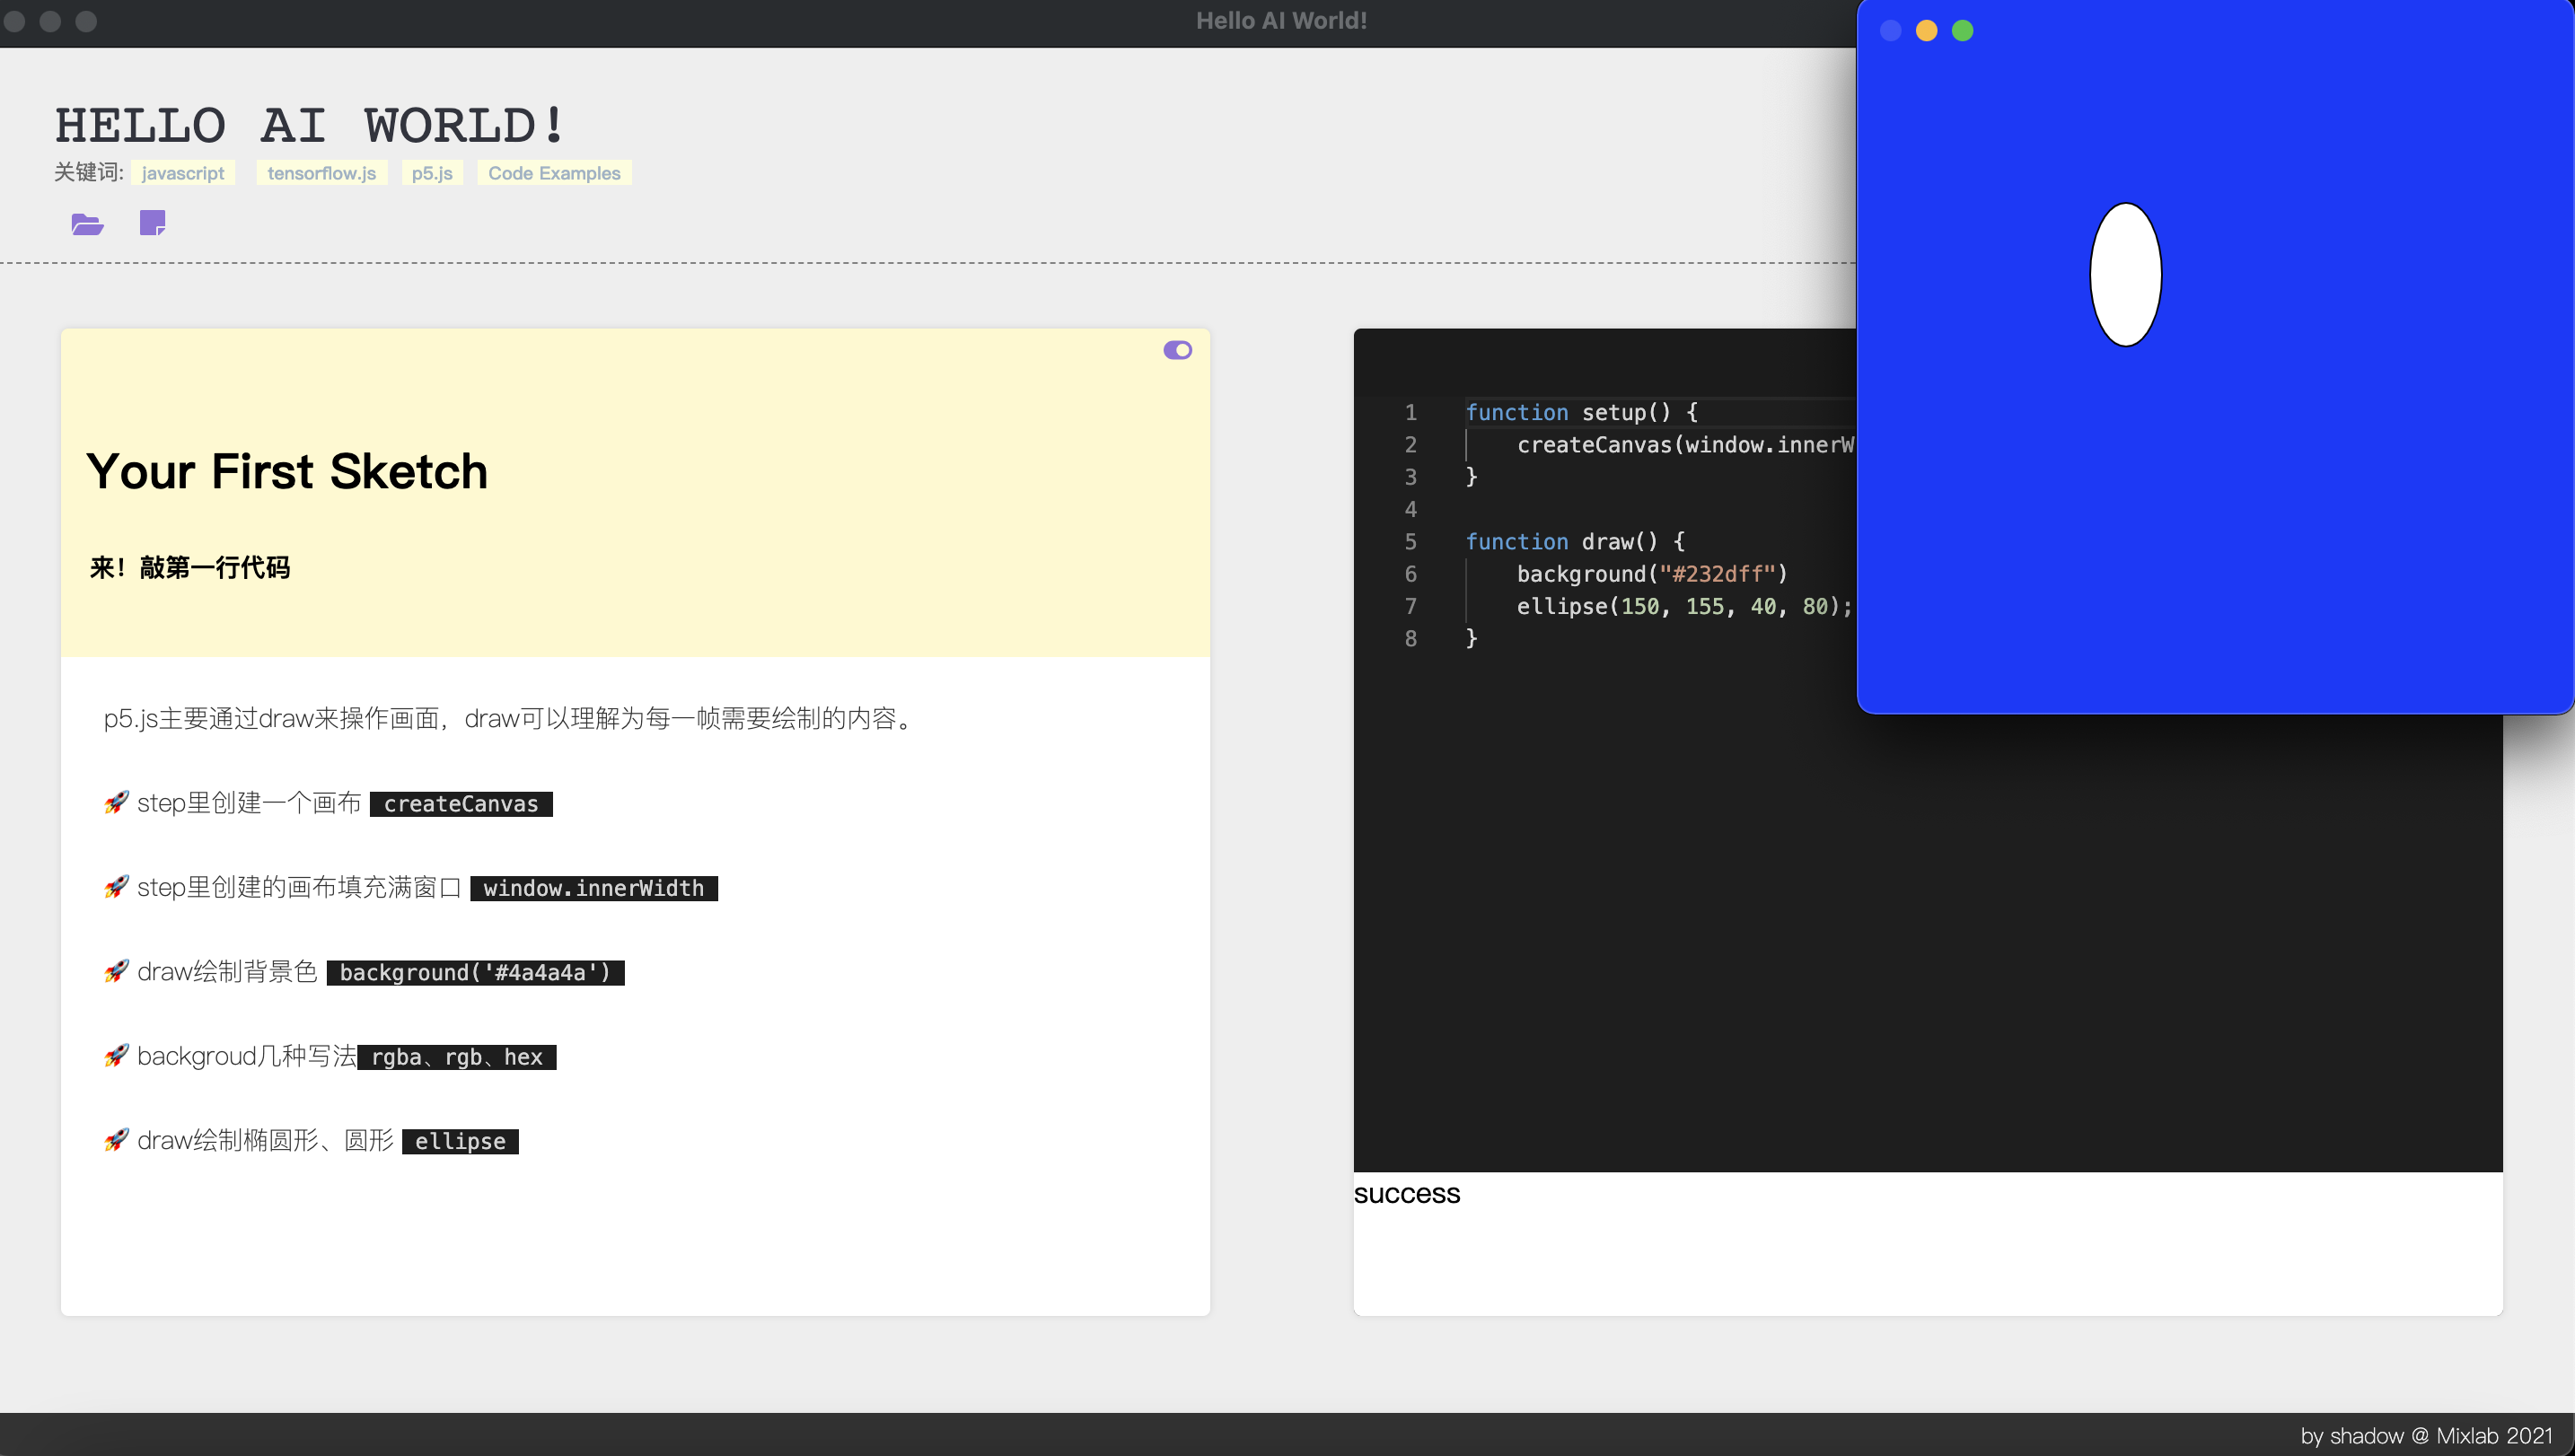 Hello AI World!
HELLO AI WORLD!
关键词: javascript tensorflow.js p5.js Code Examples
Your First Sketch
来！敲第一行代码
p5.js主要通过draw来操作画面，draw可以理解为每一帧需要绘制的内容。
🚀 step里创建一个画布 createCanvas
🚀 step里创建的画布填充满窗口 window.innerWidth
🚀 draw绘制背景色 background('#4a4a4a')
🚀 backgroud几种写法 rgba、rgb、hex
🚀 draw绘制椭圆形、圆形 ellipse
1 function setup() {
2 createCanvas(window.innerW
3 }
4
5 function draw() {
6 background("#232dff")
7 ellipse(150, 155, 40, 80);
8 }
success
by shadow @ Mixlab 2021